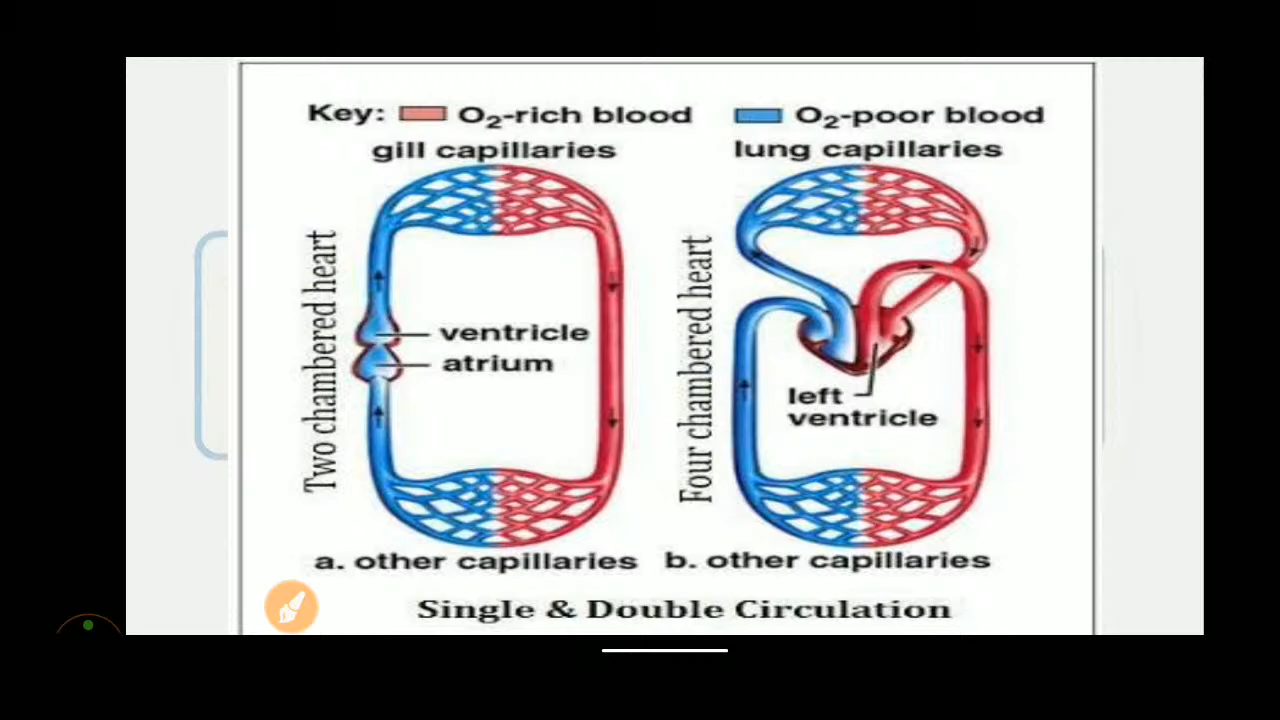 Key: O₂-rich blood O₂-poor blood
gill capillaries lung capillaries
Two chambered heart
ventricle
atrium
Four chambered heart
left
ventricle
a. other capillaries b. other capillaries
Single & Double Circulation